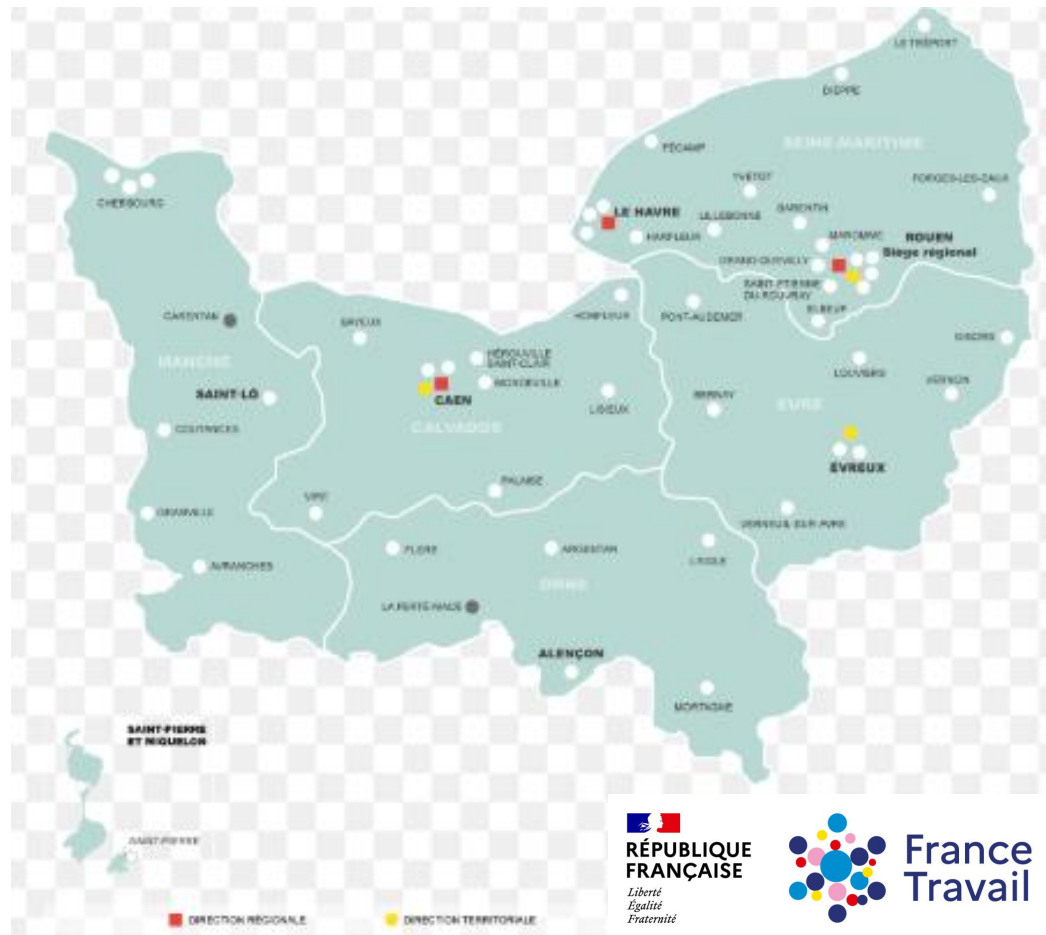 LE TRÉPORT
DIEPPE
SEINE-MARITIME
FÉCAMP
YVETOT
FORGES-LES-EAUX
CHERBOURG
LE HAVRE
LILLEBONNE
BARENTIN
HARFLEUR
MAROMME
ROUEN
Siège régional
GRAND-QUEVILLY
SAINT-ETIENNE
DU-ROUVRAY
HONFLEUR
PONT-AUDEMER
ELBEUF
CARENTAN
BAYEUX
GISORS
MANCHE
HÉROUVILLE
SAINT-CLAIR
MONDEVILLE
LOUVIERS
VERNON
SAINT-LÔ
CAEN
LISIEUX
BERNAY
EURE
COUTANCES
CALVADOS
EVREUX
FALAISE
VIRE
GRANVILLE
VERNEUIL-SUR-AVRE
FLERS
ARGENTAN
L'AIGLE
AVRANCHES
ORNE
LA FERTÉ-MACÉ
ALENÇON
MORTAGNE
SAINT-PIERRE
ET MIQUELON
SAINT-PIERRE
DIRECTION RÉGIONALE
DIRECTION TERRITORIALE
RÉPUBLIQUE
FRANÇAISE
Liberté
Égalité
Fraternité
France
Travail